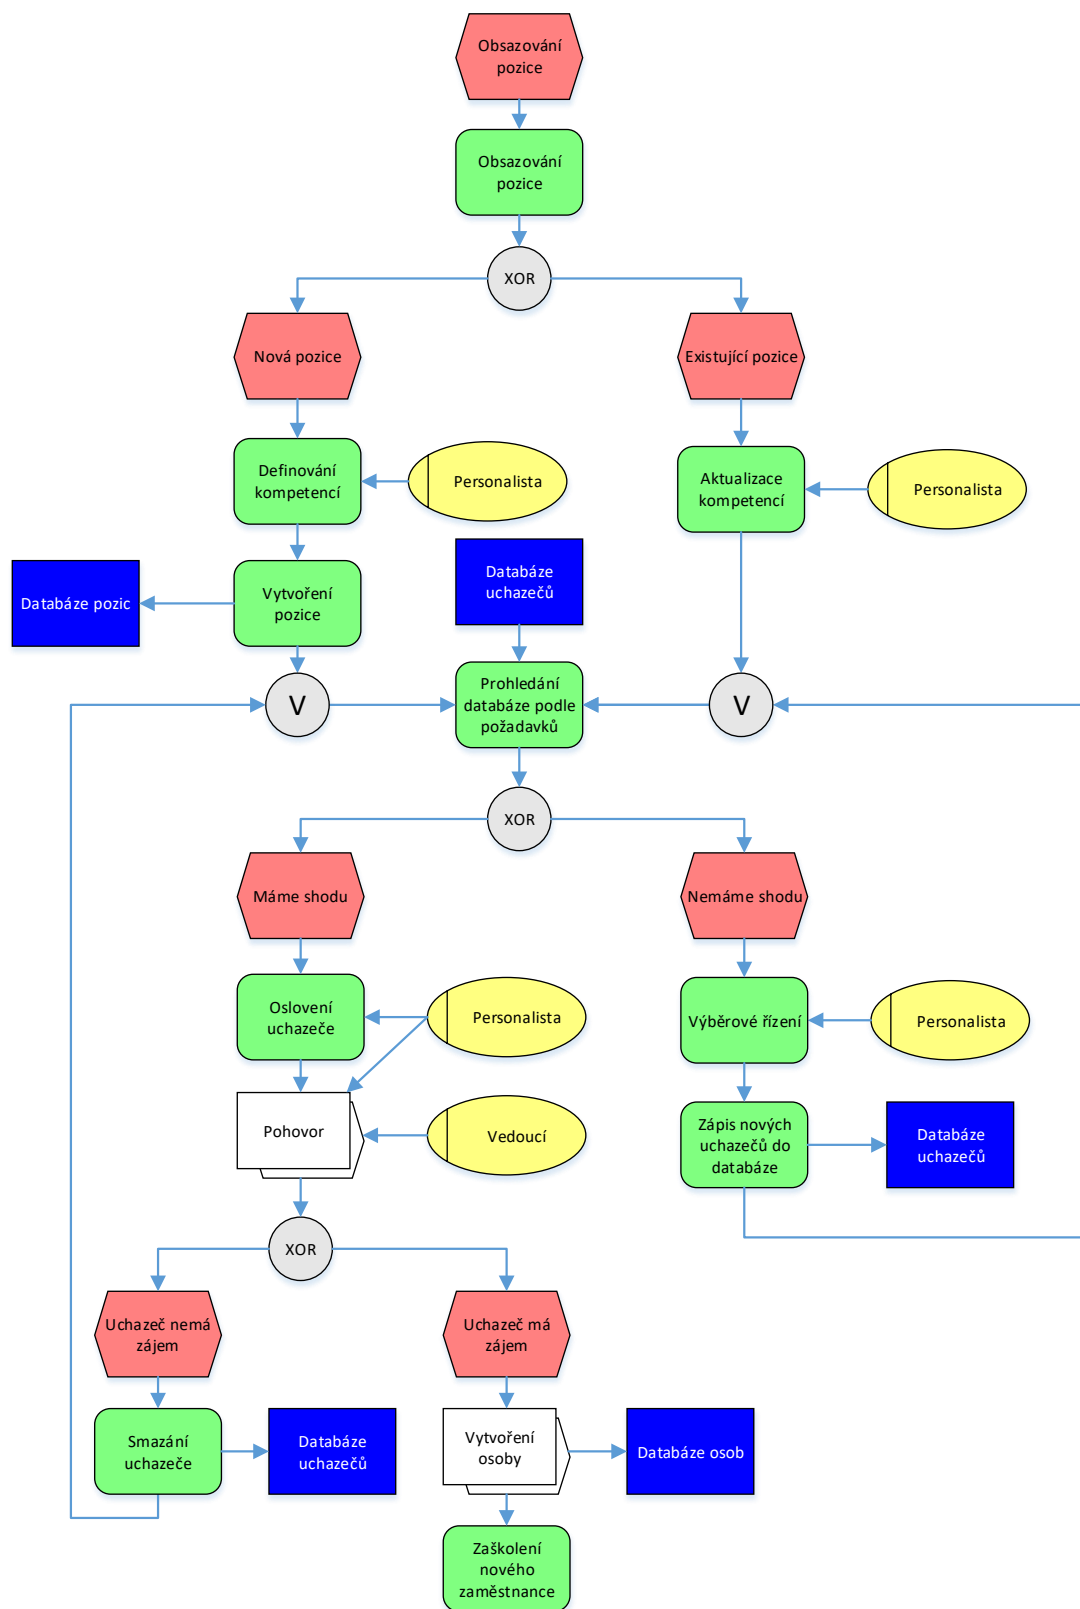 Obsazování
pozice
Obsazování
pozice
XOR
Nová pozice
Existující pozice
Definování
kompetencí
Personalista
Aktualizace
kompetencí
Personalista
Databáze pozic
Vytvoření
pozice
Databáze
uchazečů
V
Prohledání
databáze podle
požadavků
V
XOR
Máme shodu
Nemáme shodu
Oslovení
uchazeče
Personalista
Výběrové řízení
Personalista
Pohovor
Vedoucí
Zápis nových
uchazečů do
databáze
Databáze
uchazečů
XOR
Uchazeč nemá
zájem
Uchazeč má
zájem
Smazání
uchazeče
Databáze
uchazečů
Vytvoření
osoby
Databáze osob
Zaškolení
nového
zaměstnance